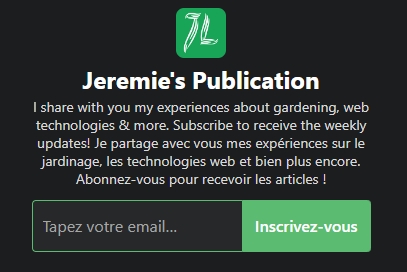 JL
Jeremie's Publication
I share with you my experiences about gardening, web
technologies & more. Subscribe to receive the weekly
updates! Je partage avec vous mes expériences sur le
jardinage, les technologies web et bien plus encore.
Abonnez-vous pour recevoir les articles !
Tapez votre email...
Inscrivez-vous